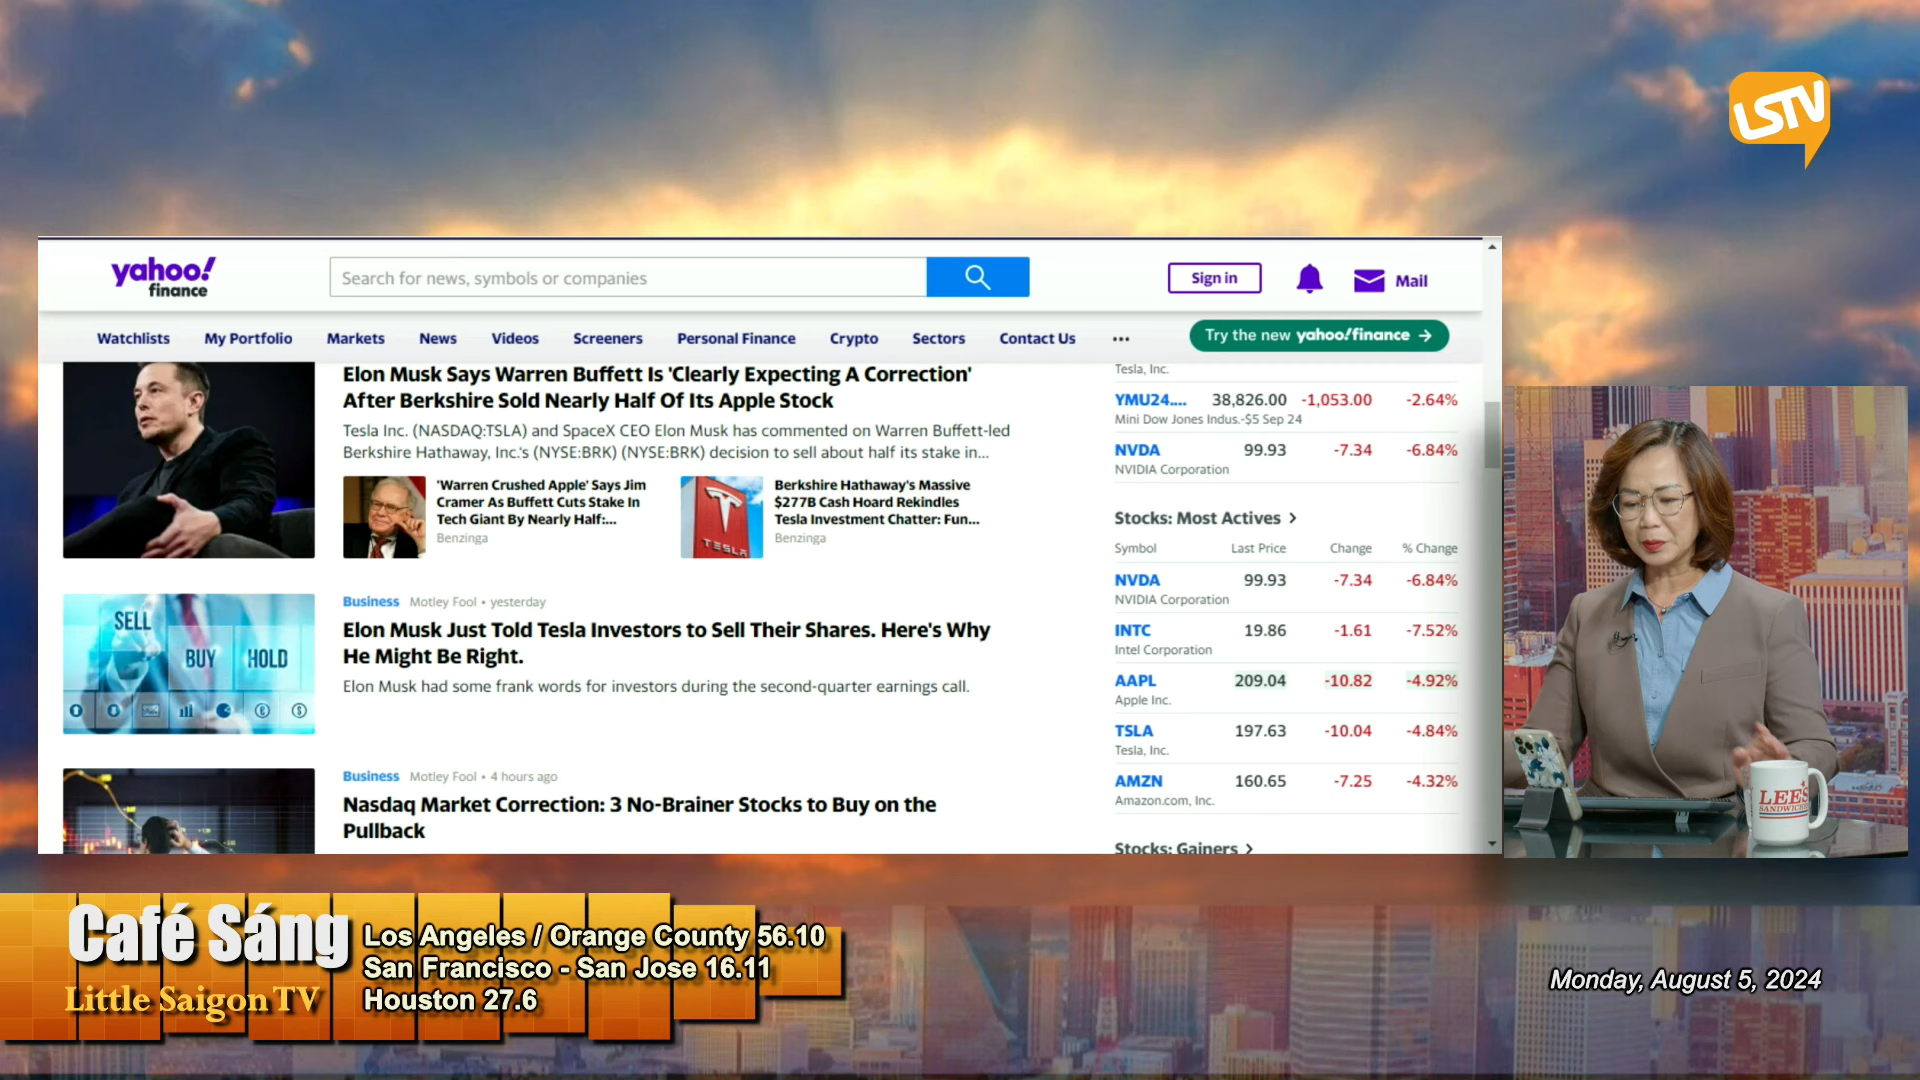 LSTV
yahoo!
finance
Search for news, symbols or companies
Sign in
Mail
Watchlists My Portfolio Markets News Videos Screeners Personal Finance Crypto Sectors Contact Us ...
Try the new yahoo!finance →
Elon Musk Says Warren Buffett Is 'Clearly Expecting A Correction'
After Berkshire Sold Nearly Half Of Its Apple Stock
Tesla Inc. (NASDAQ:TSLA) and SpaceX CEO Elon Musk has commented on Warren Buffett-led
Berkshire Hathaway, Inc.'s (NYSE:BRK) (NYSE:BRK) decision to sell about half its stake in...
'Warren Crushed Apple' Says Jim
Cramer As Buffett Cuts Stake In
Tech Giant By Nearly Half:...
Benzinga
TESLA
Berkshire Hathaway's Massive
$277B Cash Hoard Rekindles
Tesla Investment Chatter: Fun...
Benzinga
SELL
BUY
HOLD
Business Motley Fool • yesterday
Elon Musk Just Told Tesla Investors to Sell Their Shares. Here's Why
He Might Be Right.
Elon Musk had some frank words for investors during the second-quarter earnings call.
Business Motley Fool • 4 hours ago
Nasdaq Market Correction: 3 No-Brainer Stocks to Buy on the
Pullback
Tesla, Inc.
YMU24.... 38,826.00 -1,053.00 -2.64%
Mini Dow Jones Indus.-$5 Sep 24
NVDA 99.93 -7.34 -6.84%
NVIDIA Corporation
Stocks: Most Actives >
Symbol Last Price Change % Change
NVDA 99.93 -7.34 -6.84%
NVIDIA Corporation
INTC 19.86 -1.61 -7.52%
Intel Corporation
AAPL 209.04 -10.82 -4.92%
Apple Inc.
TSLA 197.63 -10.04 -4.84%
Tesla, Inc.
AMZN 160.65 -7.25 -4.32%
Amazon.com, Inc.
Stocks: Gainers >
LEE'S
SANDWICHES
Café Sáng
Little Saigon TV
Los Angeles / Orange County 56.10
San Francisco - San Jose 16.11
Houston 27.6
Monday, August 5, 2024